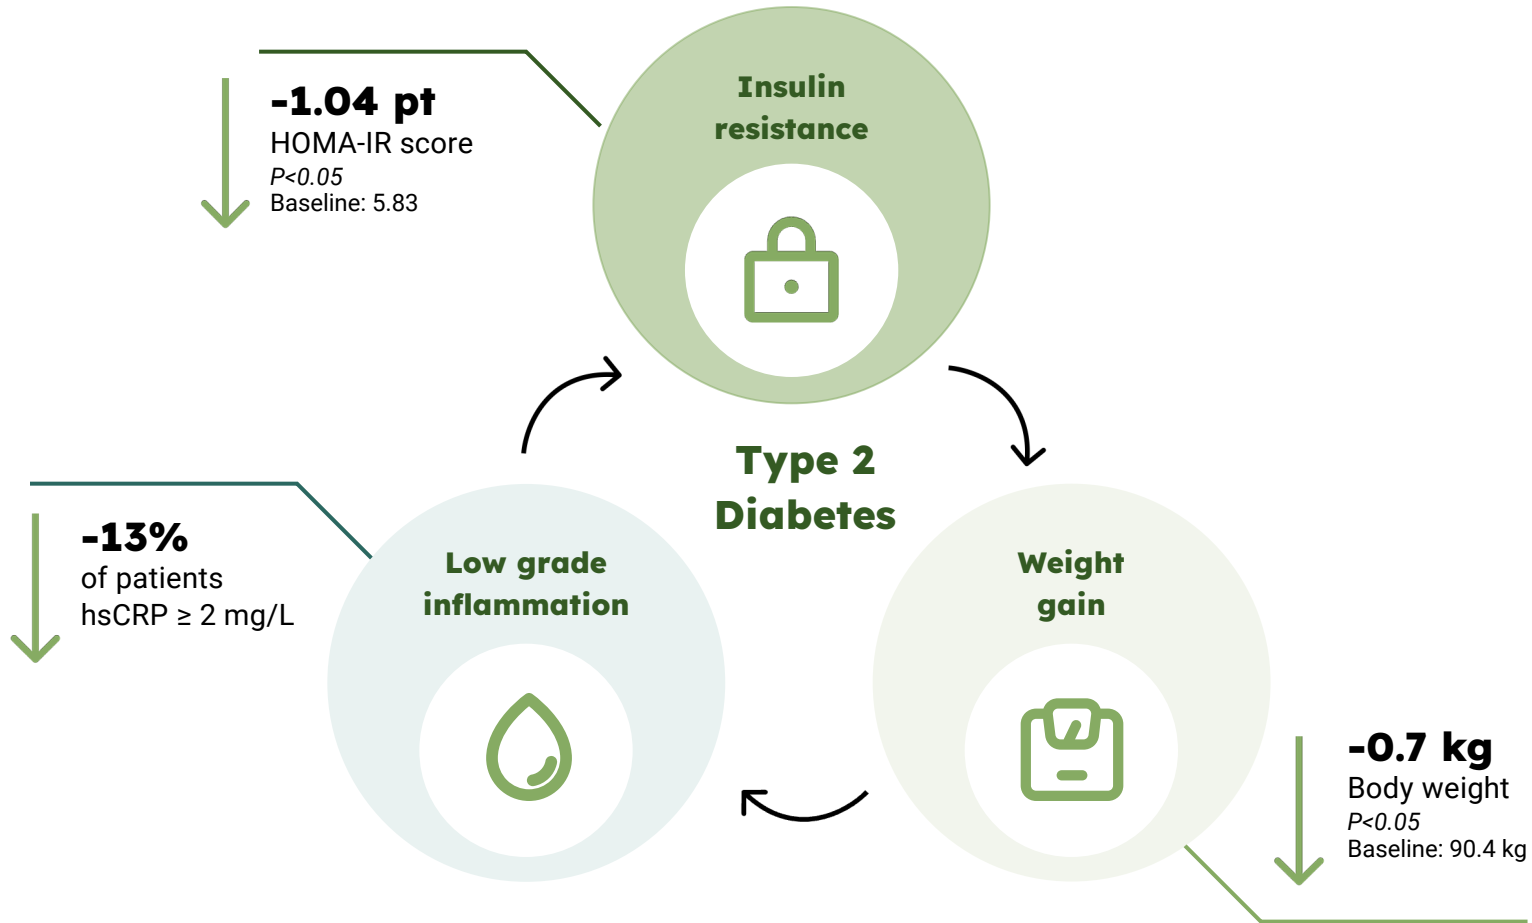 Insulin
resistance
-1.04 pt
HOMA-IR score
P<0.05
Baseline: 5.83
Type 2
Diabetes
-13%
of patients
hsCRP ≥ 2 mg/L
Low grade
inflammation
Weight
gain
-0.7 kg
Body weight
P<0.05
Baseline: 90.4 kg